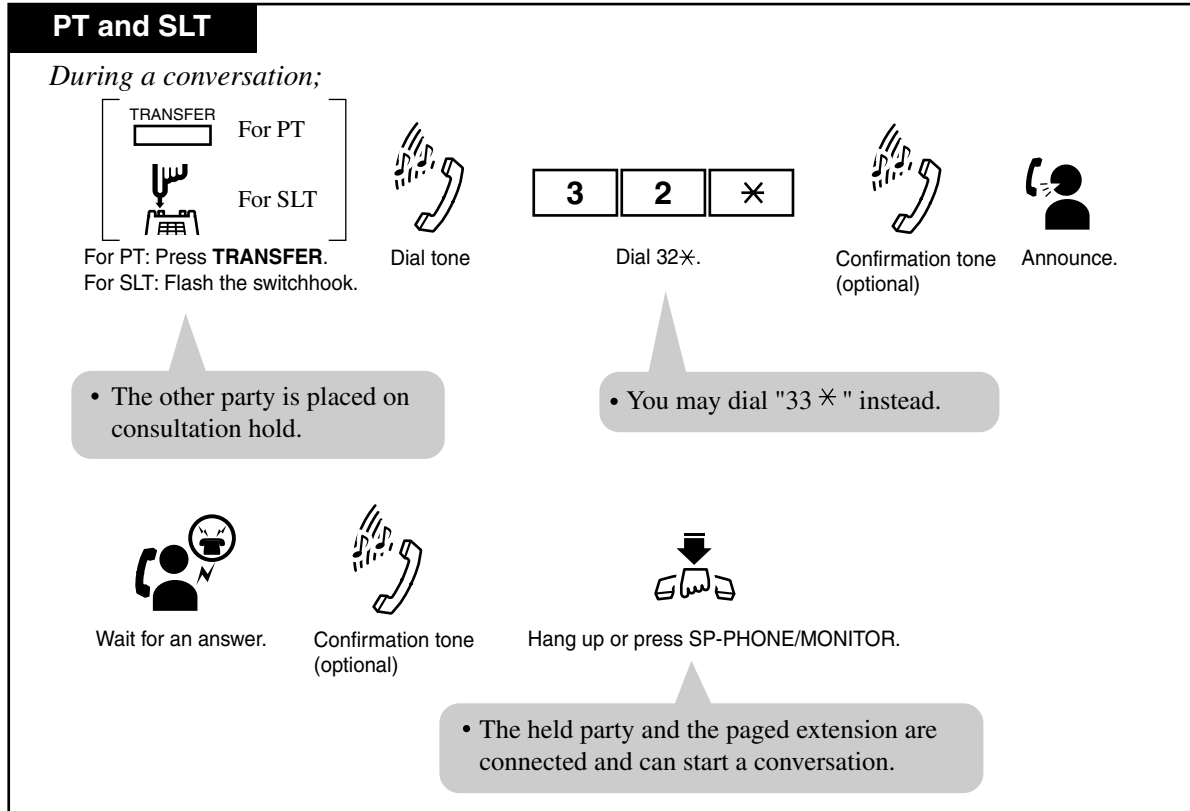 PT and SLT
During a conversation;
TRANSFER
For PT
For SLT
For PT: Press TRANSFER.
For SLT: Flash the switchhook.
Dial tone
3 2 ✳
Dial 32✳.
Confirmation tone
(optional)
Announce.
• The other party is placed on
consultation hold.
• You may dial "33 ✳ " instead.
Wait for an answer.
Confirmation tone
(optional)
Hang up or press SP-PHONE/MONITOR.
• The held party and the paged extension are
connected and can start a conversation.